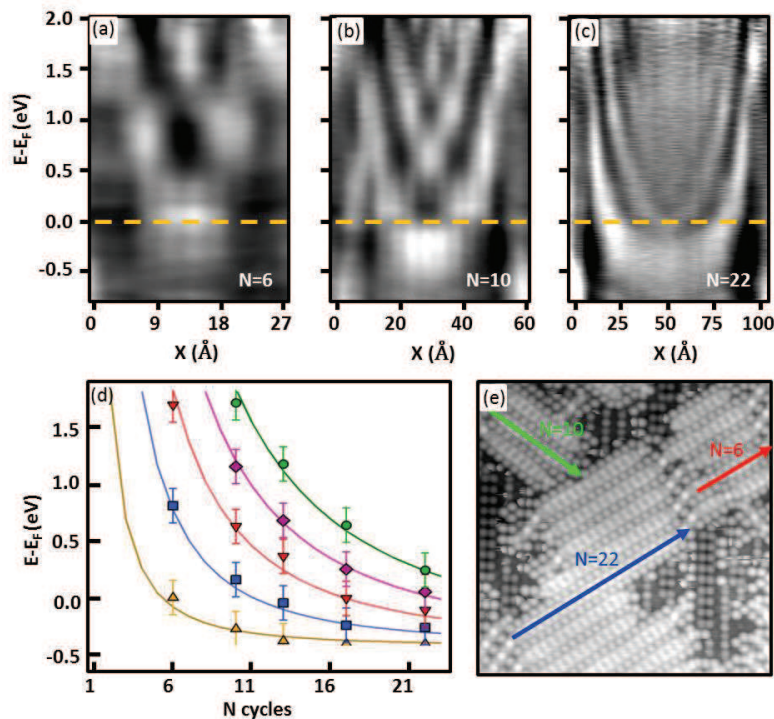 (a)
(b)
(c)
2.0
1.5
1.0
0.5
0.0
-0.5
E-E_F (eV)
N=6
N=10
N=22
0 9 18 27
0 20 40 60
0 25 50 75 100
X (Å)
X (Å)
X (Å)
(d)
1.5
1.0
0.5
0.0
-0.5
E-E_F (eV)
1 6 11 16 21
N cycles
(e)
N=10
N=6
N=22